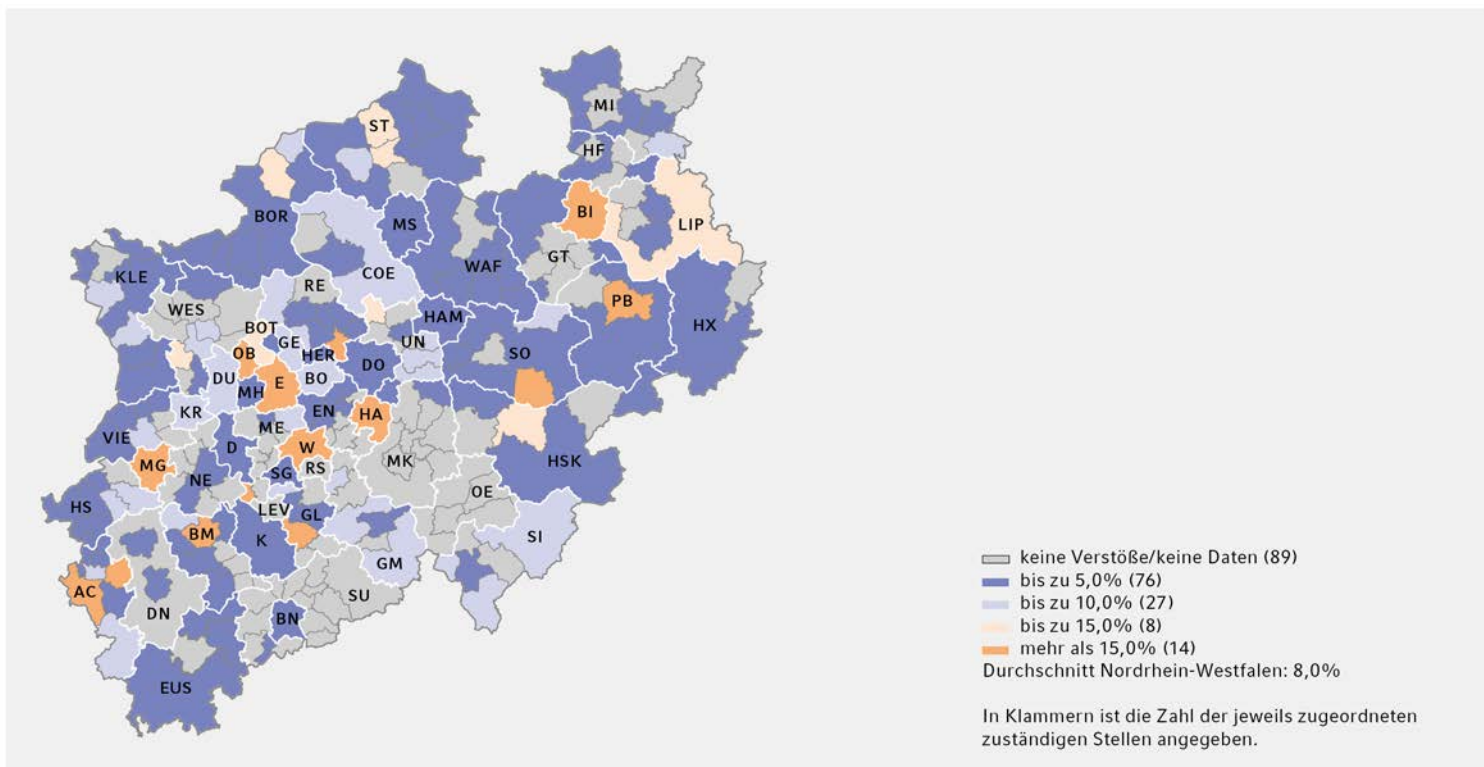 ST
MI
HF
BOR
MS
BI
LIP
KLE
COE
WAF
GT
RE
WES
PB
HAM
HX
BOT
GE
UN
OB
HER
SO
DO
DU
E
BO
MH
KR
EN
HA
ME
VIE
D
W
MK
MG
RS
HSK
NE
SG
OE
HS
LEV
GL
BM
K
SI
GM
AC
SU
DN
BN
EUS
keine Verstöße/keine Daten (89)
bis zu 5,0% (76)
bis zu 10,0% (27)
bis zu 15,0% (8)
mehr als 15,0% (14)
Durchschnitt Nordrhein-Westfalen: 8,0%
In Klammern ist die Zahl der jeweils zugeordneten
zuständigen Stellen angegeben.